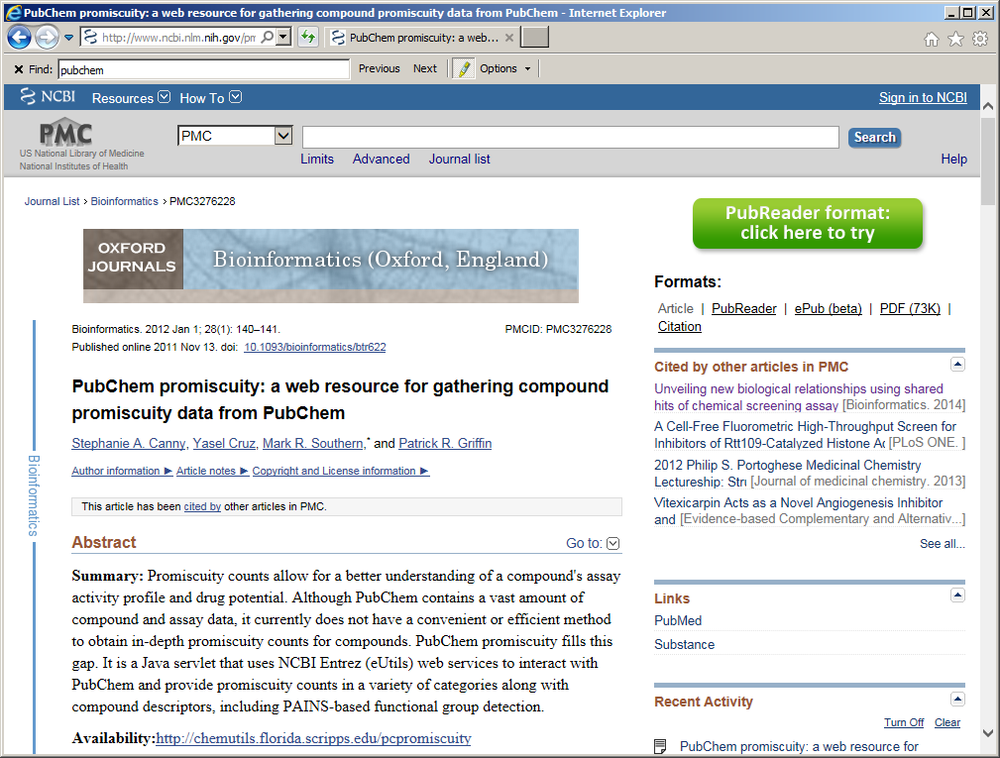 PubChem promiscuity: a web resource for gathering compound promiscuity data from PubChem - Internet Explorer
http://www.ncbi.nlm.nih.gov/pm
PubChem promiscuity: a web...
Find: pubchem Previous Next Options
NCBI Resources How To Sign in to NCBI
PMC
US National Library of Medicine
National Institutes of Health
PMC Search
Limits Advanced Journal list Help
Journal List > Bioinformatics > PMC3276228
OXFORD
JOURNALS
Bioinformatics (Oxford, England)
Bioinformatics
Bioinformatics. 2012 Jan 1; 28(1): 140–141. PMCID: PMC3276228
Published online 2011 Nov 13. doi: 10.1093/bioinformatics/btr622
PubChem promiscuity: a web resource for gathering compound
promiscuity data from PubChem
Stephanie A. Canny, Yasel Cruz, Mark R. Southern,* and Patrick R. Griffin
Author information ► Article notes ► Copyright and License information ►
This article has been cited by other articles in PMC.
Abstract Go to:
Summary: Promiscuity counts allow for a better understanding of a compound's assay
activity profile and drug potential. Although PubChem contains a vast amount of
compound and assay data, it currently does not have a convenient or efficient method
to obtain in-depth promiscuity counts for compounds. PubChem promiscuity fills this
gap. It is a Java servlet that uses NCBI Entrez (eUtils) web services to interact with
PubChem and provide promiscuity counts in a variety of categories along with
compound descriptors, including PAINS-based functional group detection.
Availability:http://chemutils.florida.scripps.edu/pcpromiscuity
PubReader format:
click here to try
Formats:
Article | PubReader | ePub (beta) | PDF (73K) |
Citation
Cited by other articles in PMC
Unveiling new biological relationships using shared
hits of chemical screening assay [Bioinformatics. 2014]
A Cell-Free Fluorometric High-Throughput Screen for
Inhibitors of Rtt109-Catalyzed Histone Ac [PLoS ONE. ]
2012 Philip S. Portoghese Medicinal Chemistry
Lectureship: Stru [Journal of medicinal chemistry. 2013]
Vitexicarpin Acts as a Novel Angiogenesis Inhibitor
and [Evidence-based Complementary and Alternativ...]
See all...
Links
PubMed
Substance
Recent Activity
Turn Off Clear
PubChem promiscuity: a web resource for